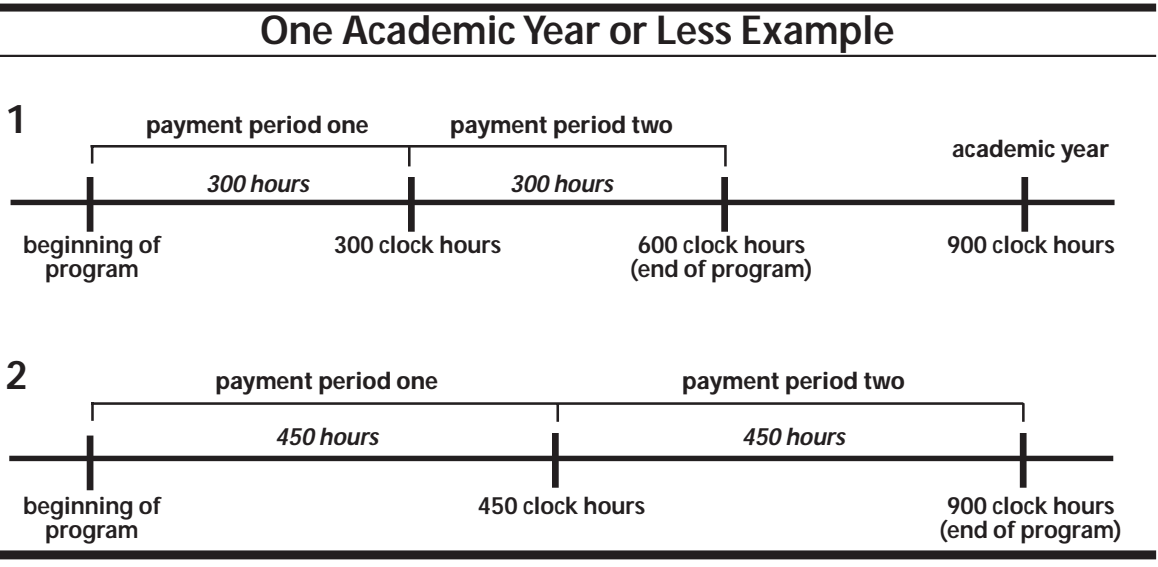 One Academic Year or Less Example
1
payment period one
payment period two
academic year
300 hours
300 hours
beginning of
program
300 clock hours
600 clock hours
(end of program)
900 clock hours
2
payment period one
payment period two
450 hours
450 hours
beginning of
program
450 clock hours
900 clock hours
(end of program)